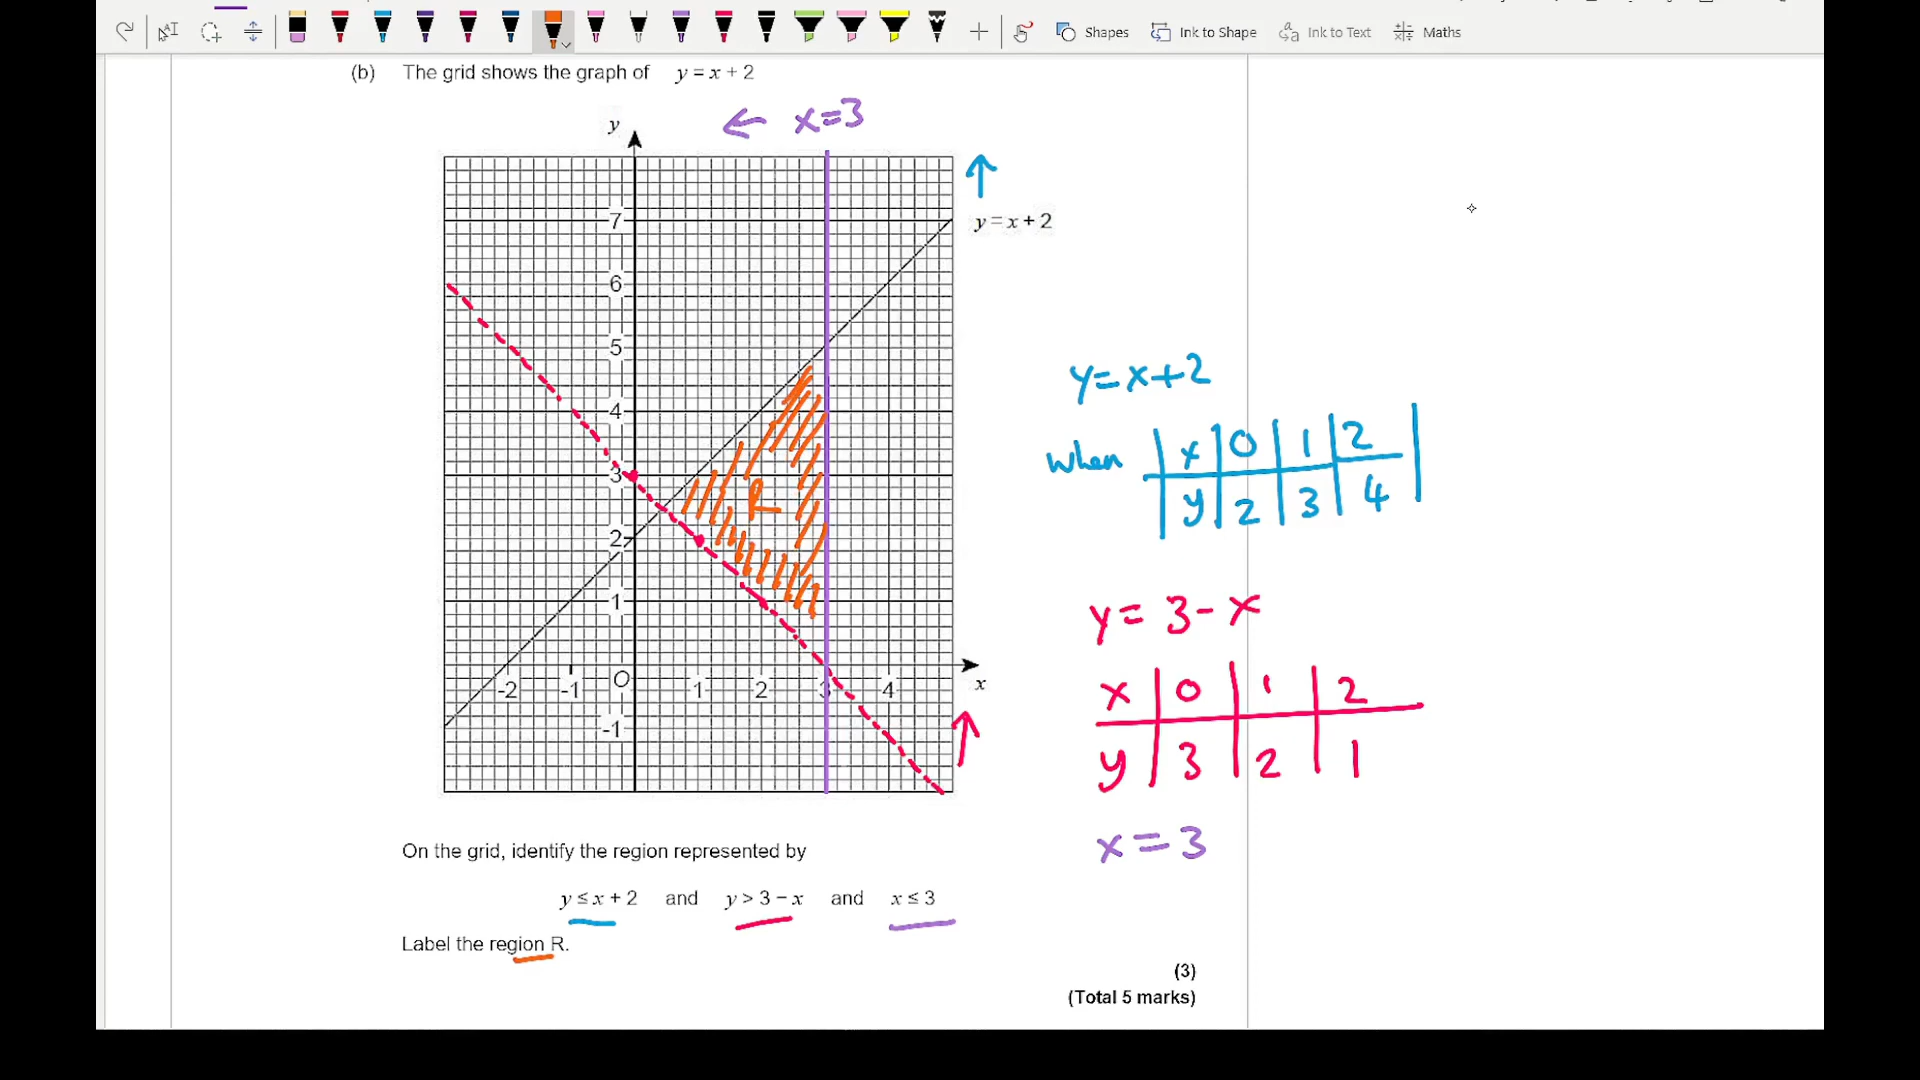 Shapes Ink to Shape Ink to Text Maths
(b) The grid shows the graph of y = x + 2
← x=3
y
↑
7
y = x + 2
6
5
4
3
2
1
R
-2 -1 O 1 2 3 4 x
-1
↑
y=x+2
when x 0 1 2
y 2 3 4
y= 3-x
x 0 1 2
y 3 2 1
x=3
On the grid, identify the region represented by
y ≤ x + 2 and y > 3 − x and x ≤ 3
Label the region R.
(3)
(Total 5 marks)